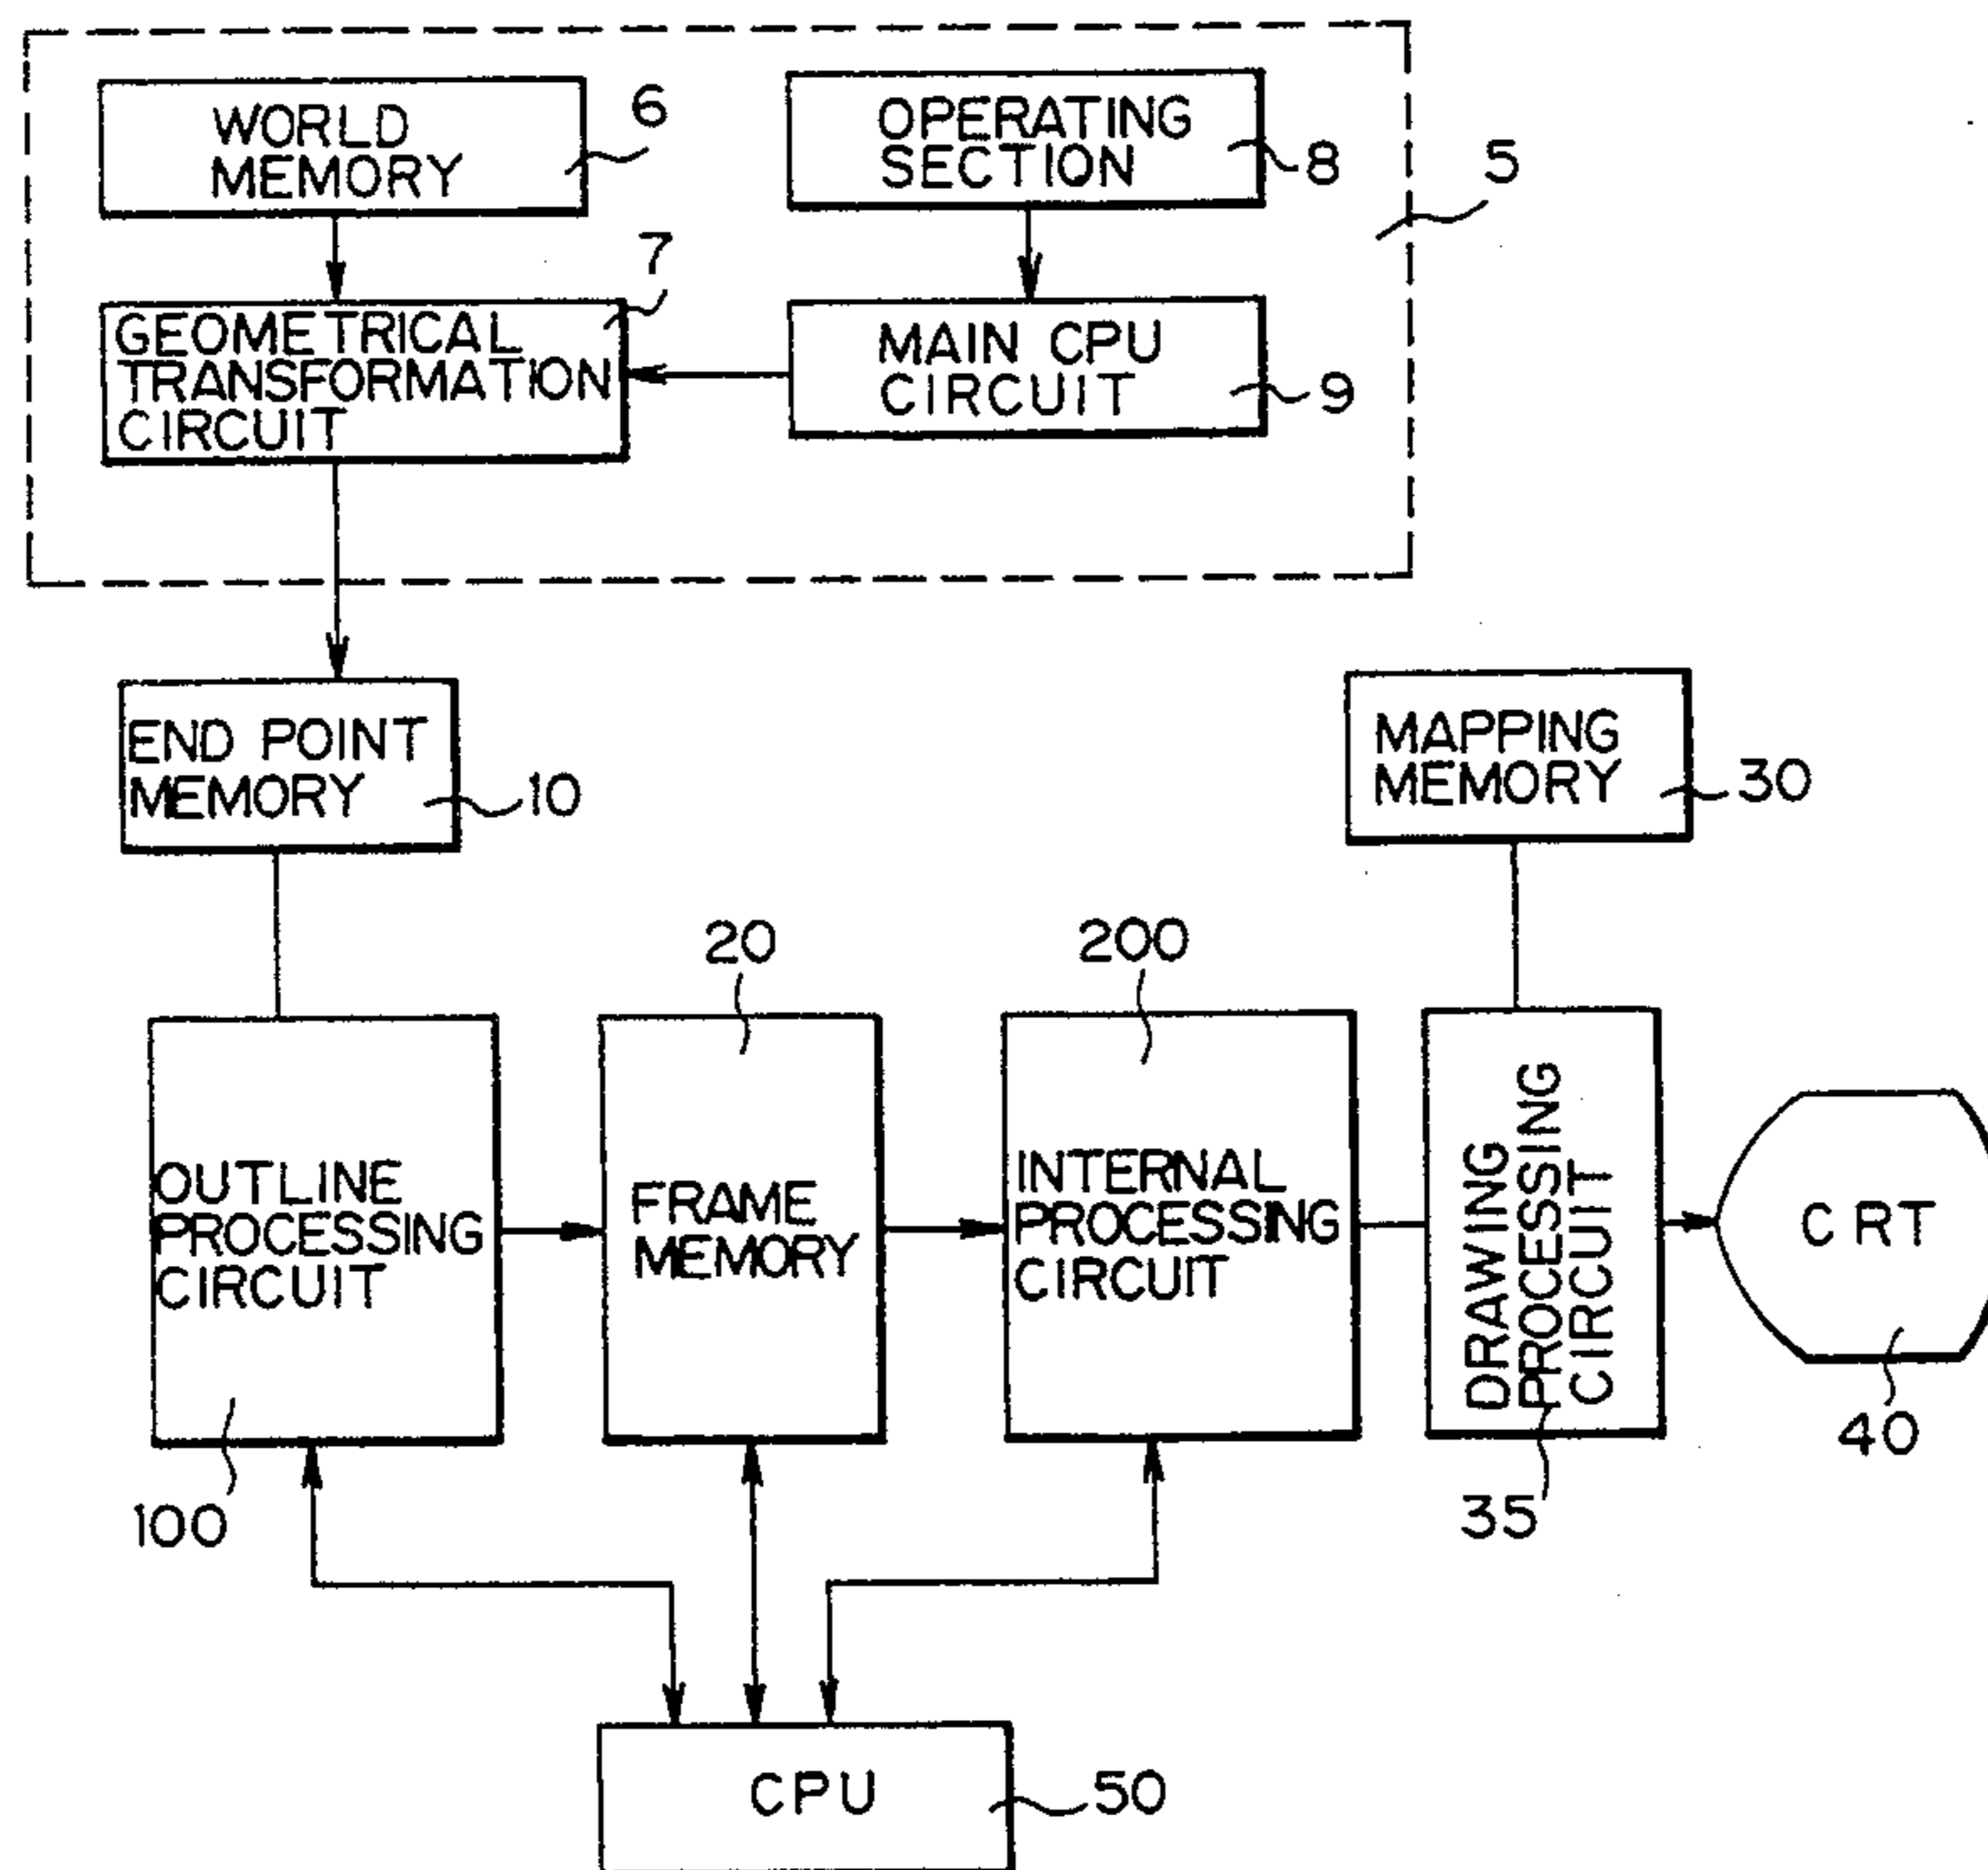 WORLD
MEMORY
6
OPERATING
SECTION
8
5
7
GEOMETRICAL
TRANSFORMATION
CIRCUIT
MAIN CPU
CIRCUIT
9
END POINT
MEMORY
10
MAPPING
MEMORY
30
20
200
OUTLINE
PROCESSING
CIRCUIT
FRAME
MEMORY
INTERNAL
PROCESSING
CIRCUIT
DRAWING
PROCESSING
CIRCUIT
CRT
40
100
35
CPU
50